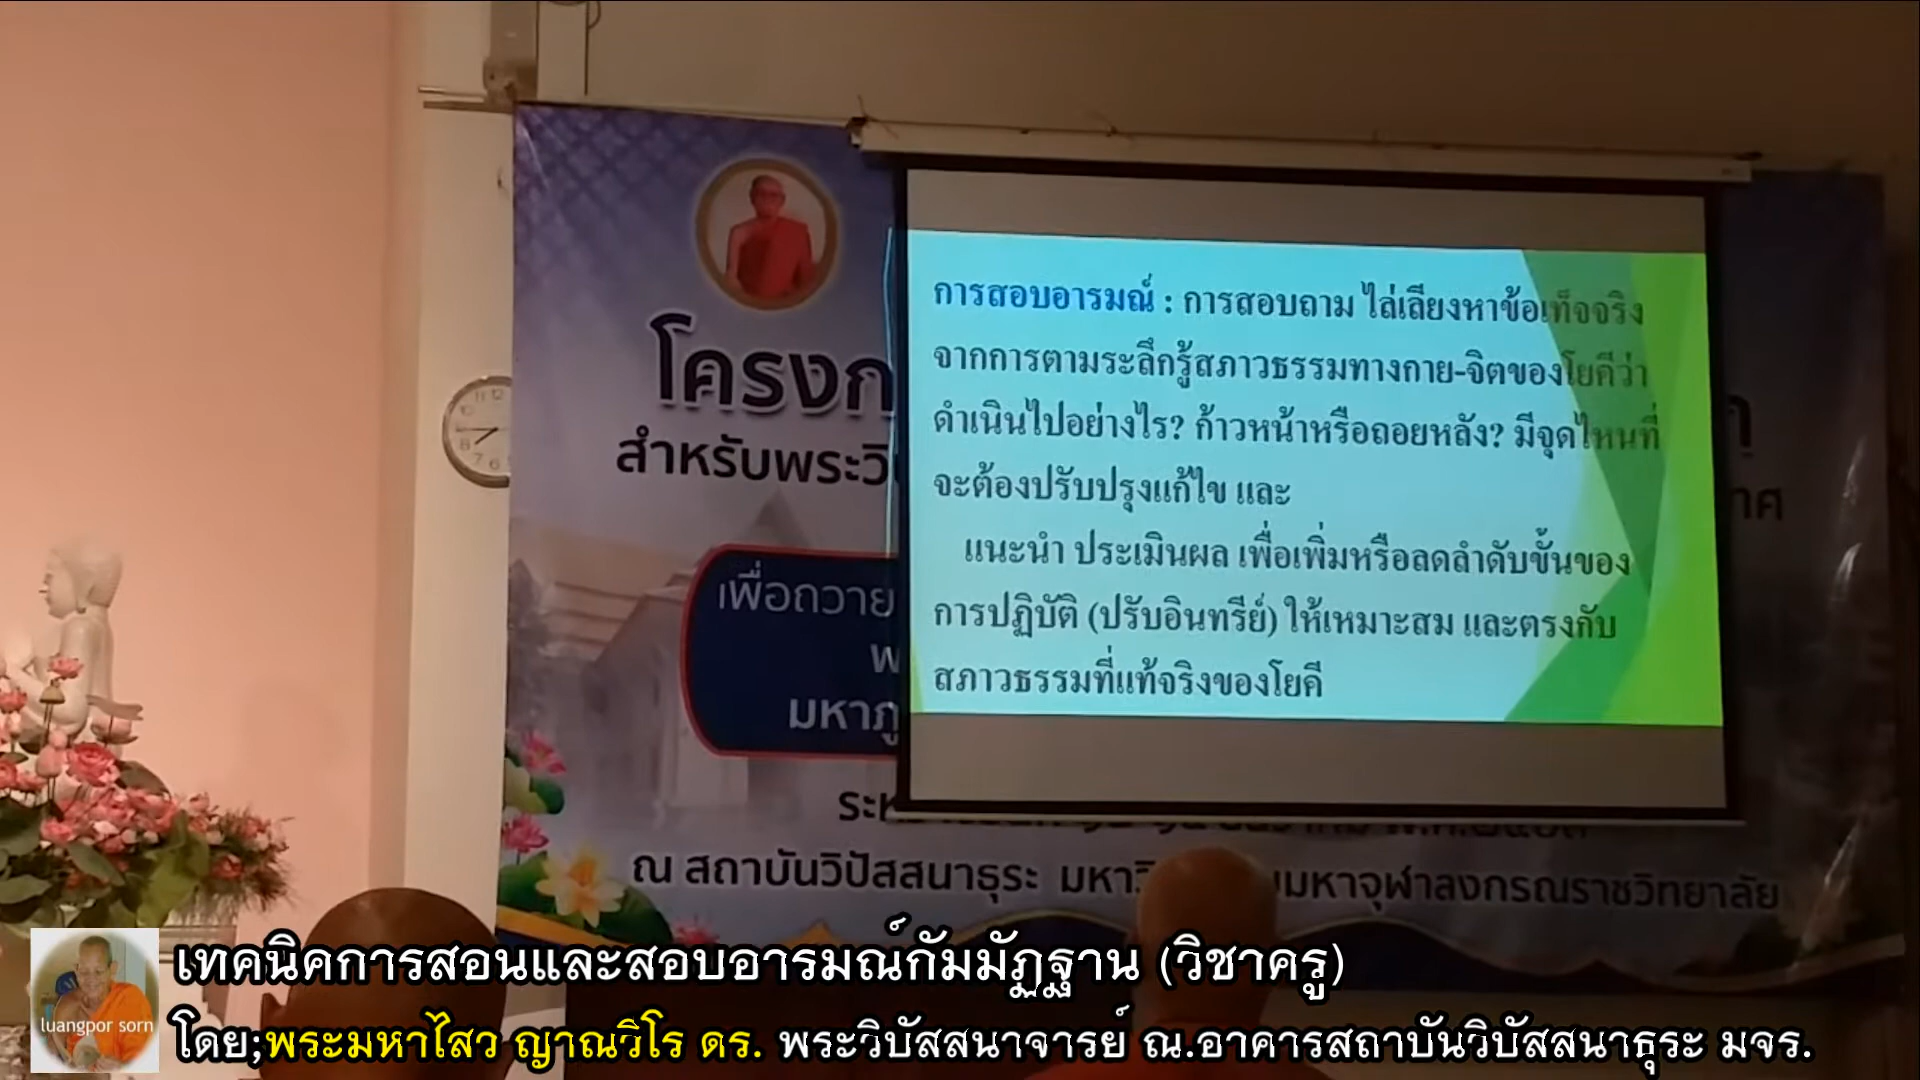 การสอบอารมณ์ : การสอบถาม ไล่เลียงหาข้อเท็จจริง
จากการตามระลึกรู้สภาวธรรมทางกาย-จิตของโยคีว่า
ดำเนินไปอย่างไร? ก้าวหน้าหรือถอยหลัง? มีจุดไหนที่
จะต้องปรับปรุงแก้ไข และ
แนะนำ ประเมินผล เพื่อเพิ่มหรือลดลำดับขั้นของ
การปฏิบัติ (ปรับอินทรีย์) ให้เหมาะสม และตรงกับ
สภาวธรรมที่แท้จริงของโยคี
โครงก
สำหรับพระวิ
าศ
เพื่อถวาย
พ
มหาภู
ณ สถาบันวิปัสสนาธุระ มหาวิ มหาจุฬาลงกรณราชวิทยาลัย
luangpor sorn
เทคนิคการสอนและสอบอารมณ์กัมมัฏฐาน (วิชาครู)
โดย;พระมหาไสว ญาณวิโร ดร. พระวิปัสสนาจารย์ ณ.อาคารสถาบันวิปัสสนาธุระ มจร.